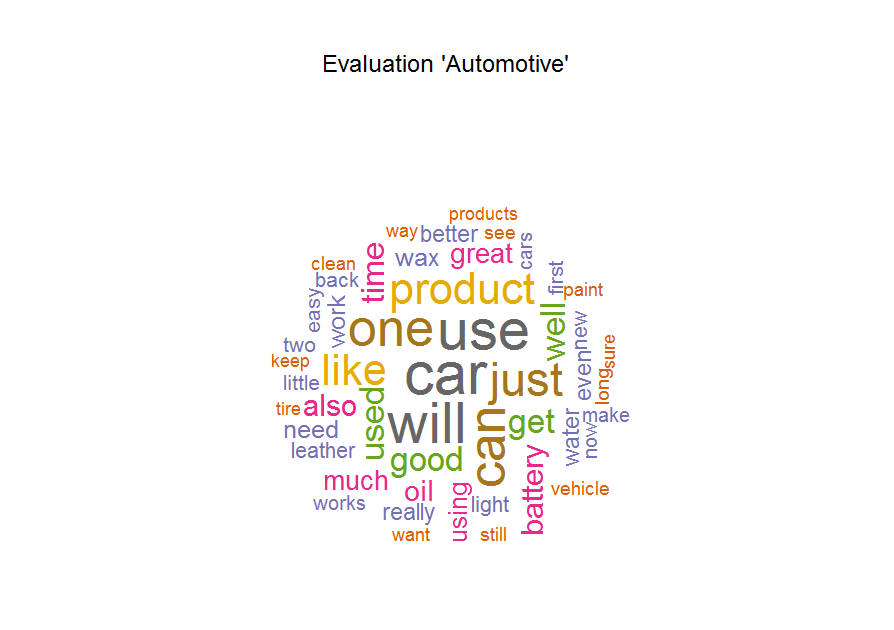 Evaluation 'Automotive'
products
way better see
wax great cars
clean back time product first paint
easy work one use well new
two like car just even sure
keep little long
tire also used will can get water make
need good now
leather
much oil using battery vehicle
works really light
want still